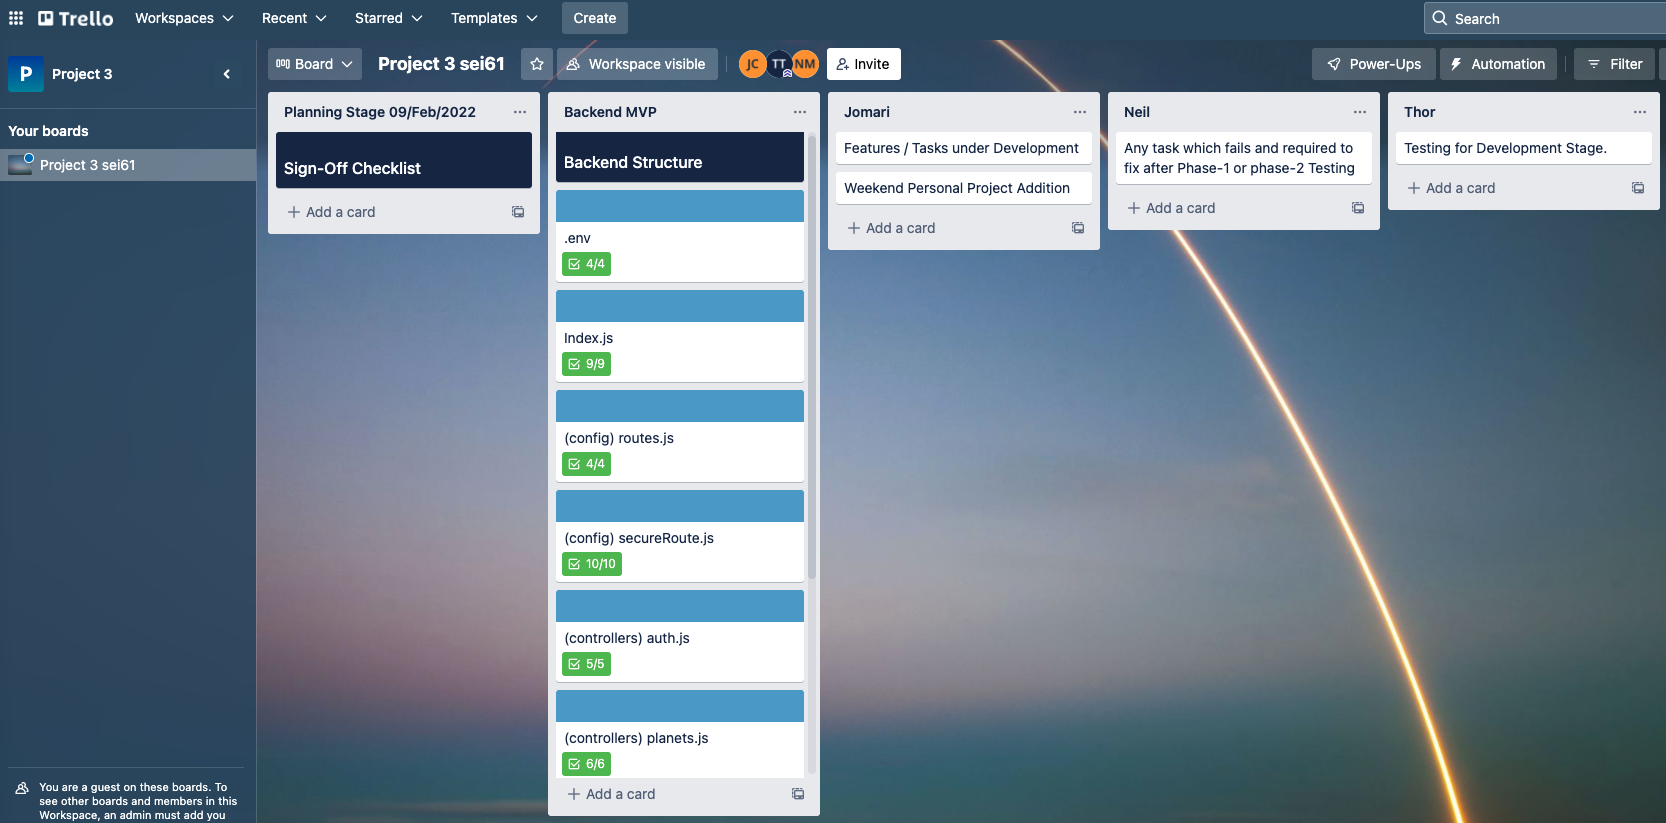 Trello
Workspaces
Recent
Starred
Templates
Create
Search
P
Project 3
Your boards
Project 3 sei61
You are a guest on these boards. To
see other boards and members in this
Workspace, an admin must add you
Board
Project 3 sei61
Workspace visible
JC
TT
NM
Invite
Power-Ups
Automation
Filter
Planning Stage 09/Feb/2022
Sign-Off Checklist
Add a card
Backend MVP
Backend Structure
.env
4/4
Index.js
9/9
(config) routes.js
4/4
(config) secureRoute.js
10/10
(controllers) auth.js
5/5
(controllers) planets.js
6/6
Add a card
Jomari
Features / Tasks under Development
Weekend Personal Project Addition
Add a card
Neil
Any task which fails and required to
fix after Phase-1 or phase-2 Testing
Add a card
Thor
Testing for Development Stage.
Add a card